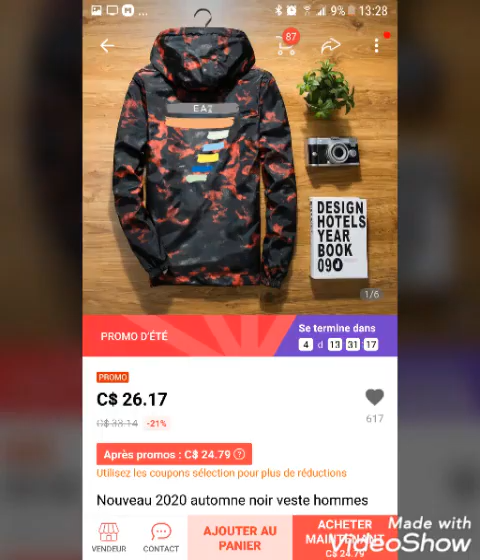 9% 13:28
87
EAZ
DESIGN
HOTELS
YEAR
BOOK
09
1/6
PROMO D'ÉTÉ
Se termine dans
4 d 13 31 17
PROMO
C$ 26.17
C$ 33.14 -21%
Après promos : C$ 24.79 ?
Utilisez les coupons sélection pour plus de réductions
617
Nouveau 2020 automne noir veste hommes
VENDEUR
CONTACT
AJOUTER AU
PANIER
ACHETER
MAINTENANT
C$ 24.79
Made with
VideoShow